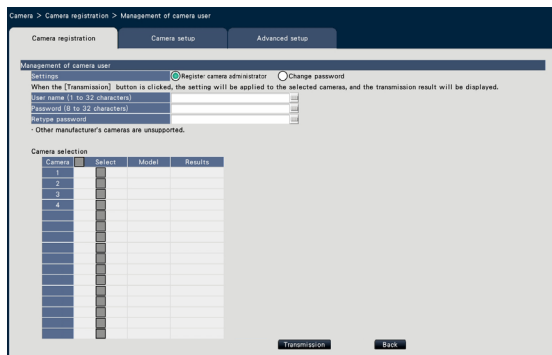 Camera > Camera registration > Management of camera user
Camera registration
Camera setup
Advanced setup
Management of camera user
Settings
Register camera administrator
Change password
When the [Transmission] button is clicked, the setting will be applied to the selected cameras, and the transmission result will be displayed.
User name (1 to 32 characters)
Password (8 to 32 characters)
Retype password
・Other manufacturer's cameras are unsupported.
Camera selection
Camera Select Model Results
1
2
3
4
Transmission
Back